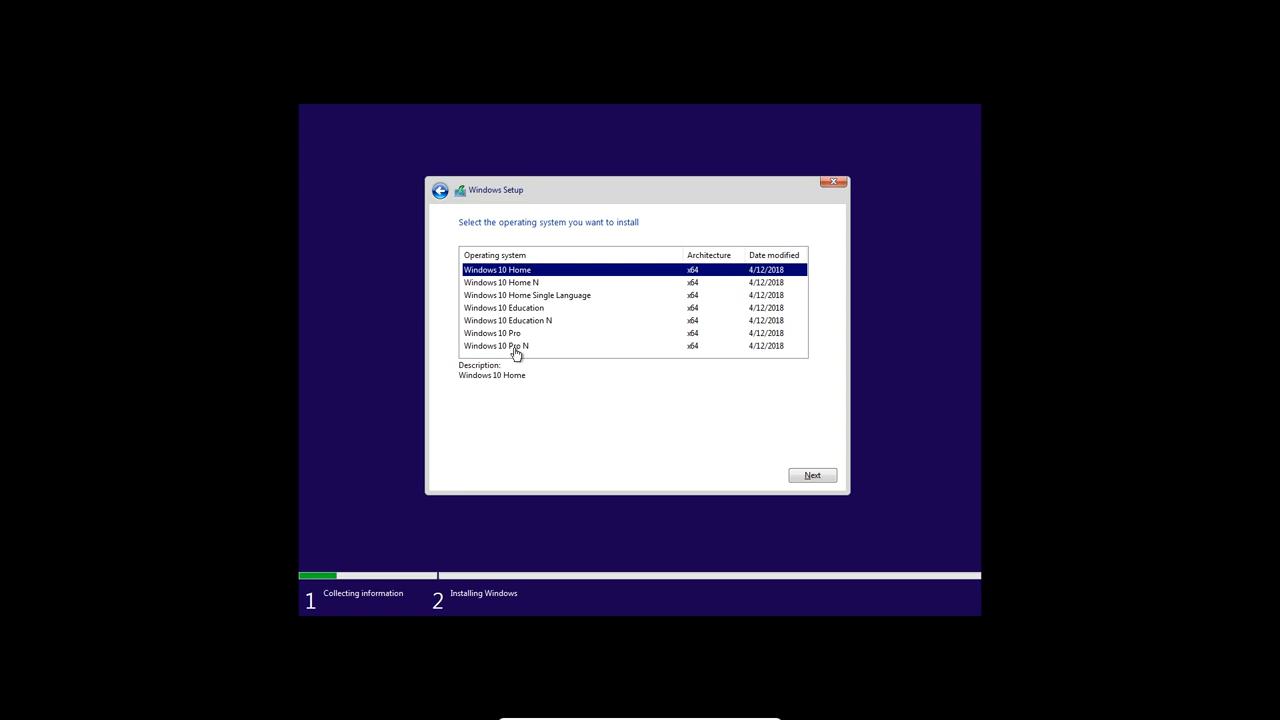 Windows Setup
Select the operating system you want to install
Operating system Architecture Date modified
Windows 10 Home x64 4/12/2018
Windows 10 Home N x64 4/12/2018
Windows 10 Home Single Language x64 4/12/2018
Windows 10 Education x64 4/12/2018
Windows 10 Education N x64 4/12/2018
Windows 10 Pro x64 4/12/2018
Windows 10 Pro N x64 4/12/2018
Description:
Windows 10 Home
Next
1 Collecting information 2 Installing Windows